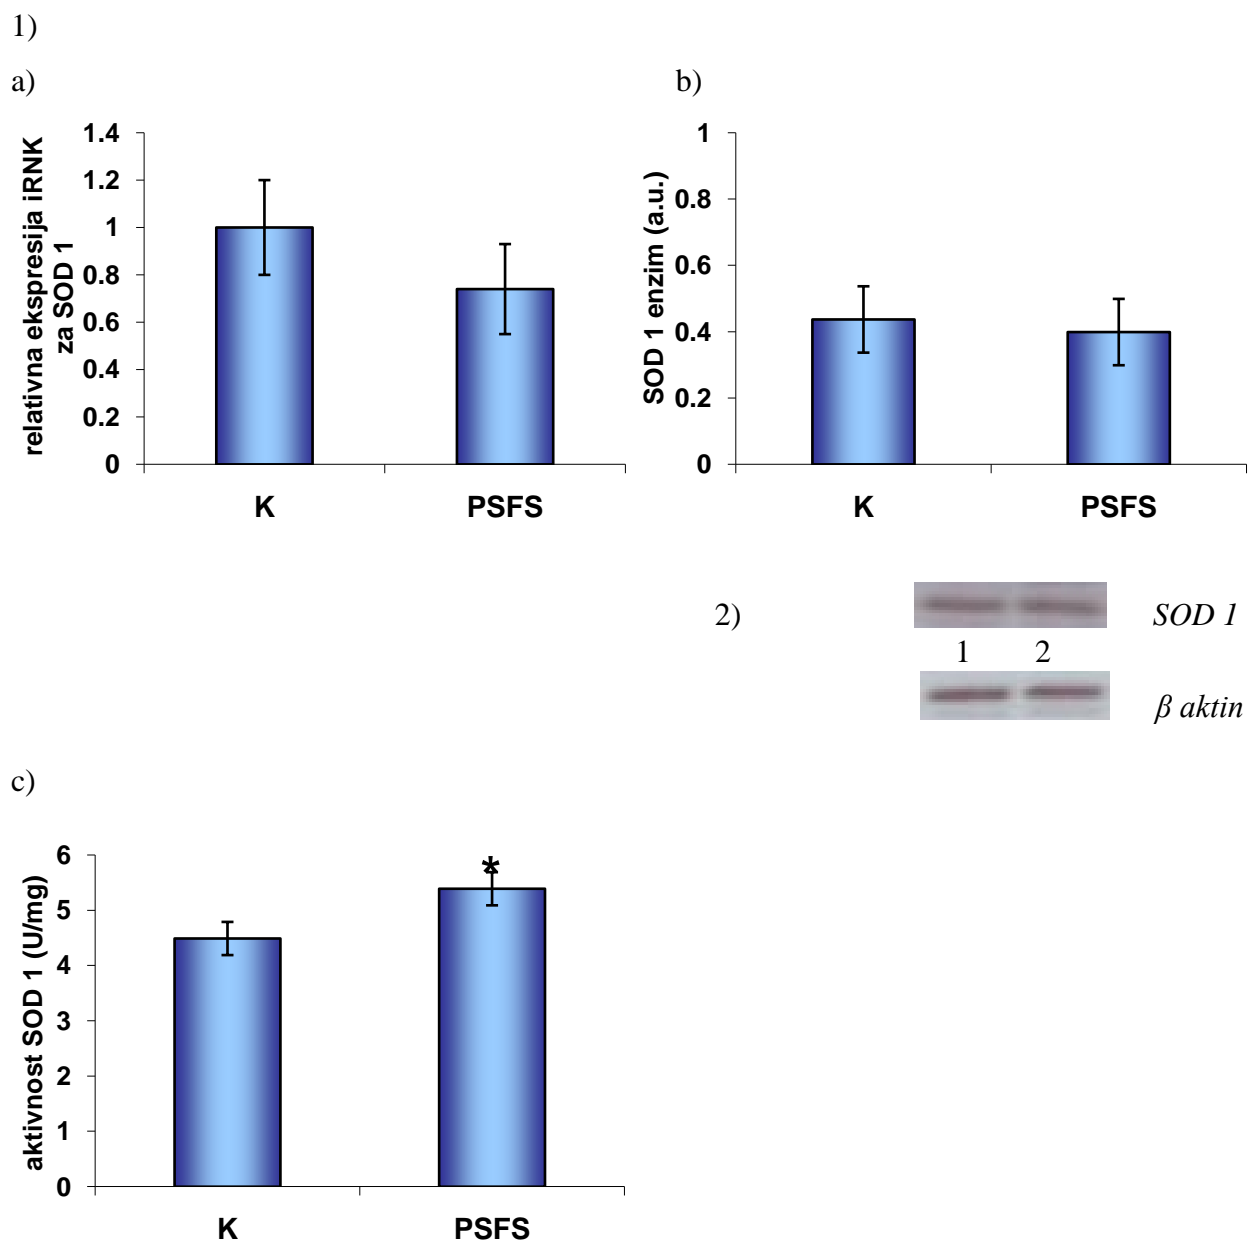 1)
a)
relativna ekspresija iRNK
za SOD 1
1.4
1.2
1
0.8
0.6
0.4
0.2
0
K PSFS
b)
SOD 1 enzim (a.u.)
1
0.8
0.6
0.4
0.2
0
K PSFS
2)
SOD 1
1 2
β aktin
c)
aktivnost SOD 1 (U/mg)
6
5
4
3
2
1
0
*
K PSFS